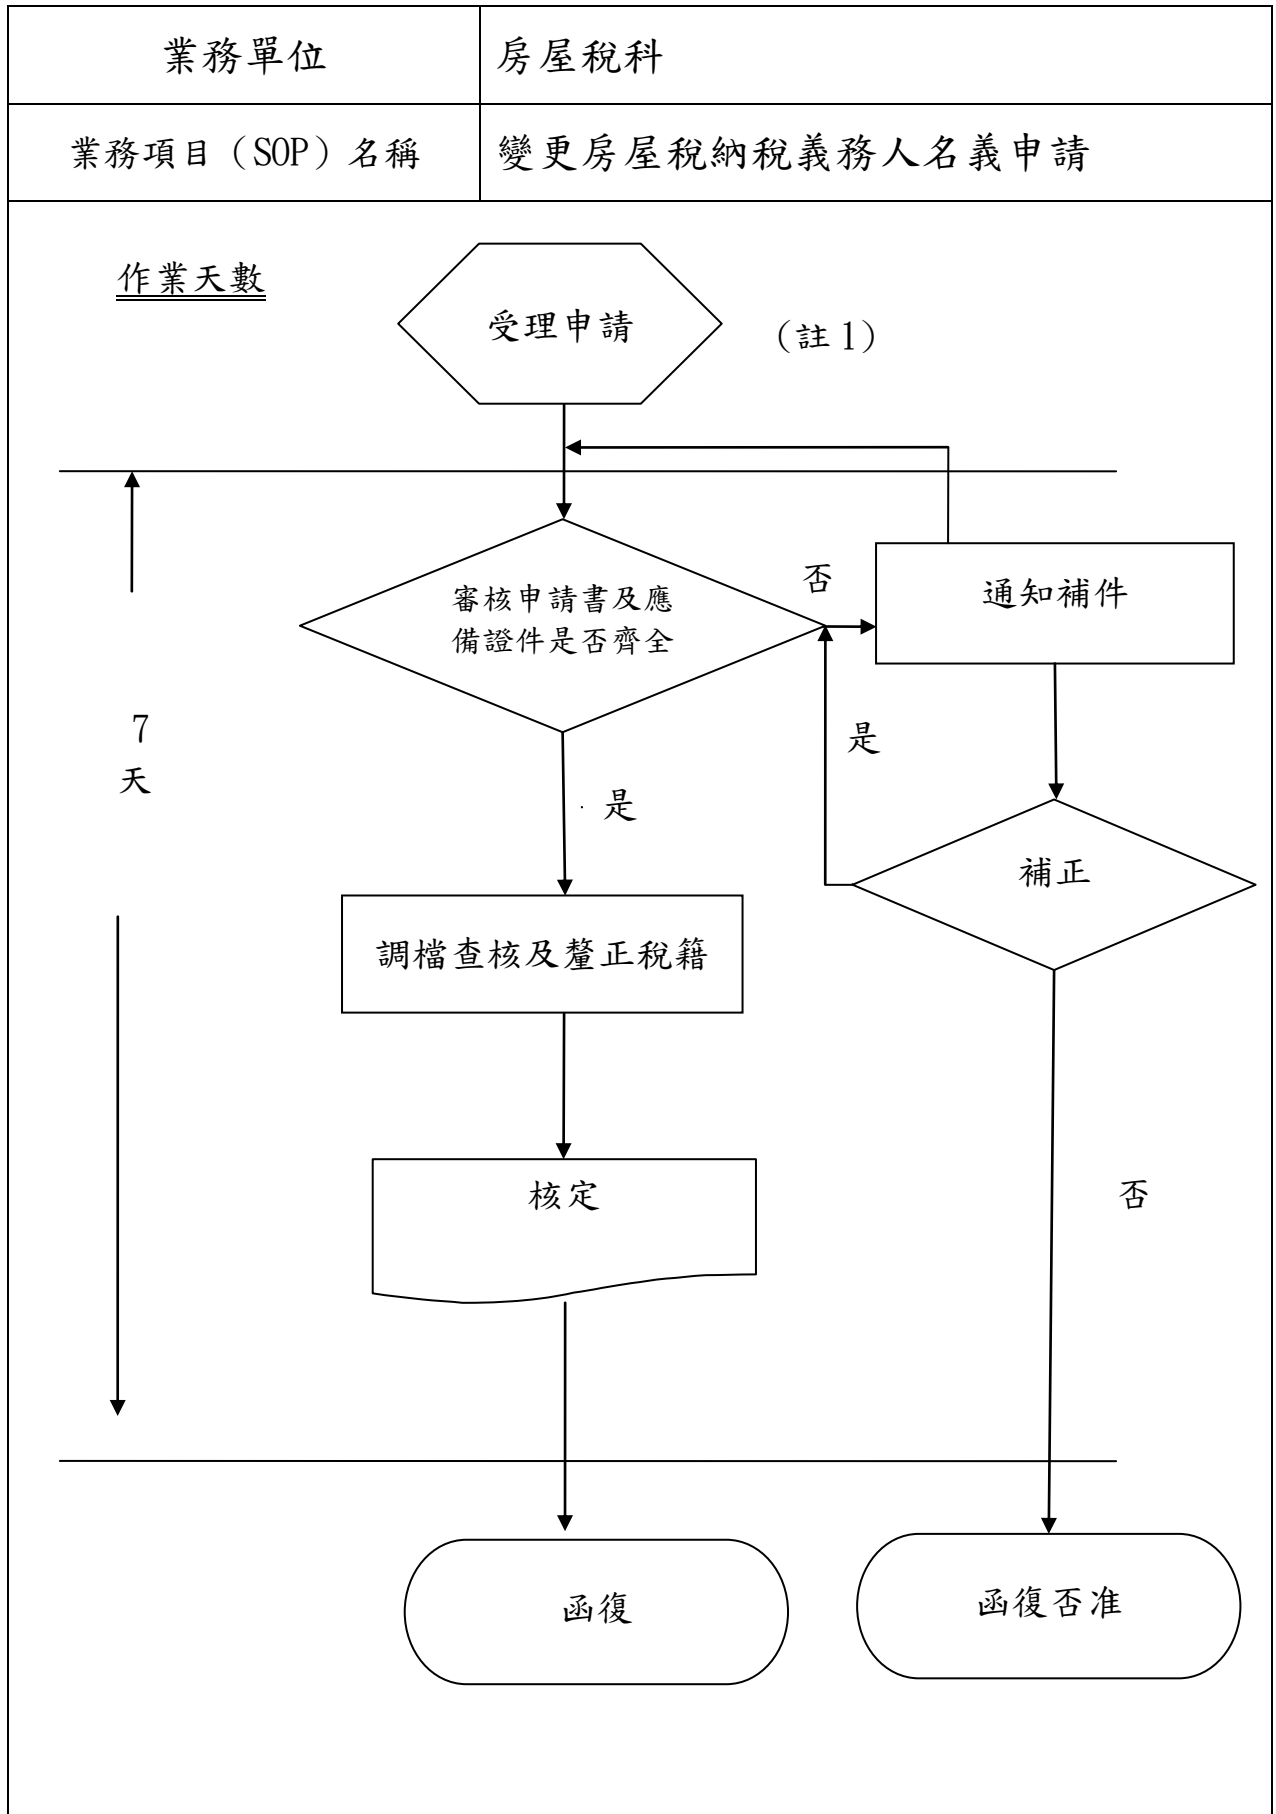 業務單位
房屋稅科
業務項目（SOP）名稱
變更房屋稅納稅義務人名義申請
作業天數
受理申請
（註 1）
否
審核申請書及應
備證件是否齊全
通知補件
7
天
是
是
補正
調檔查核及釐正稅籍
核定
否
函復
函復否准